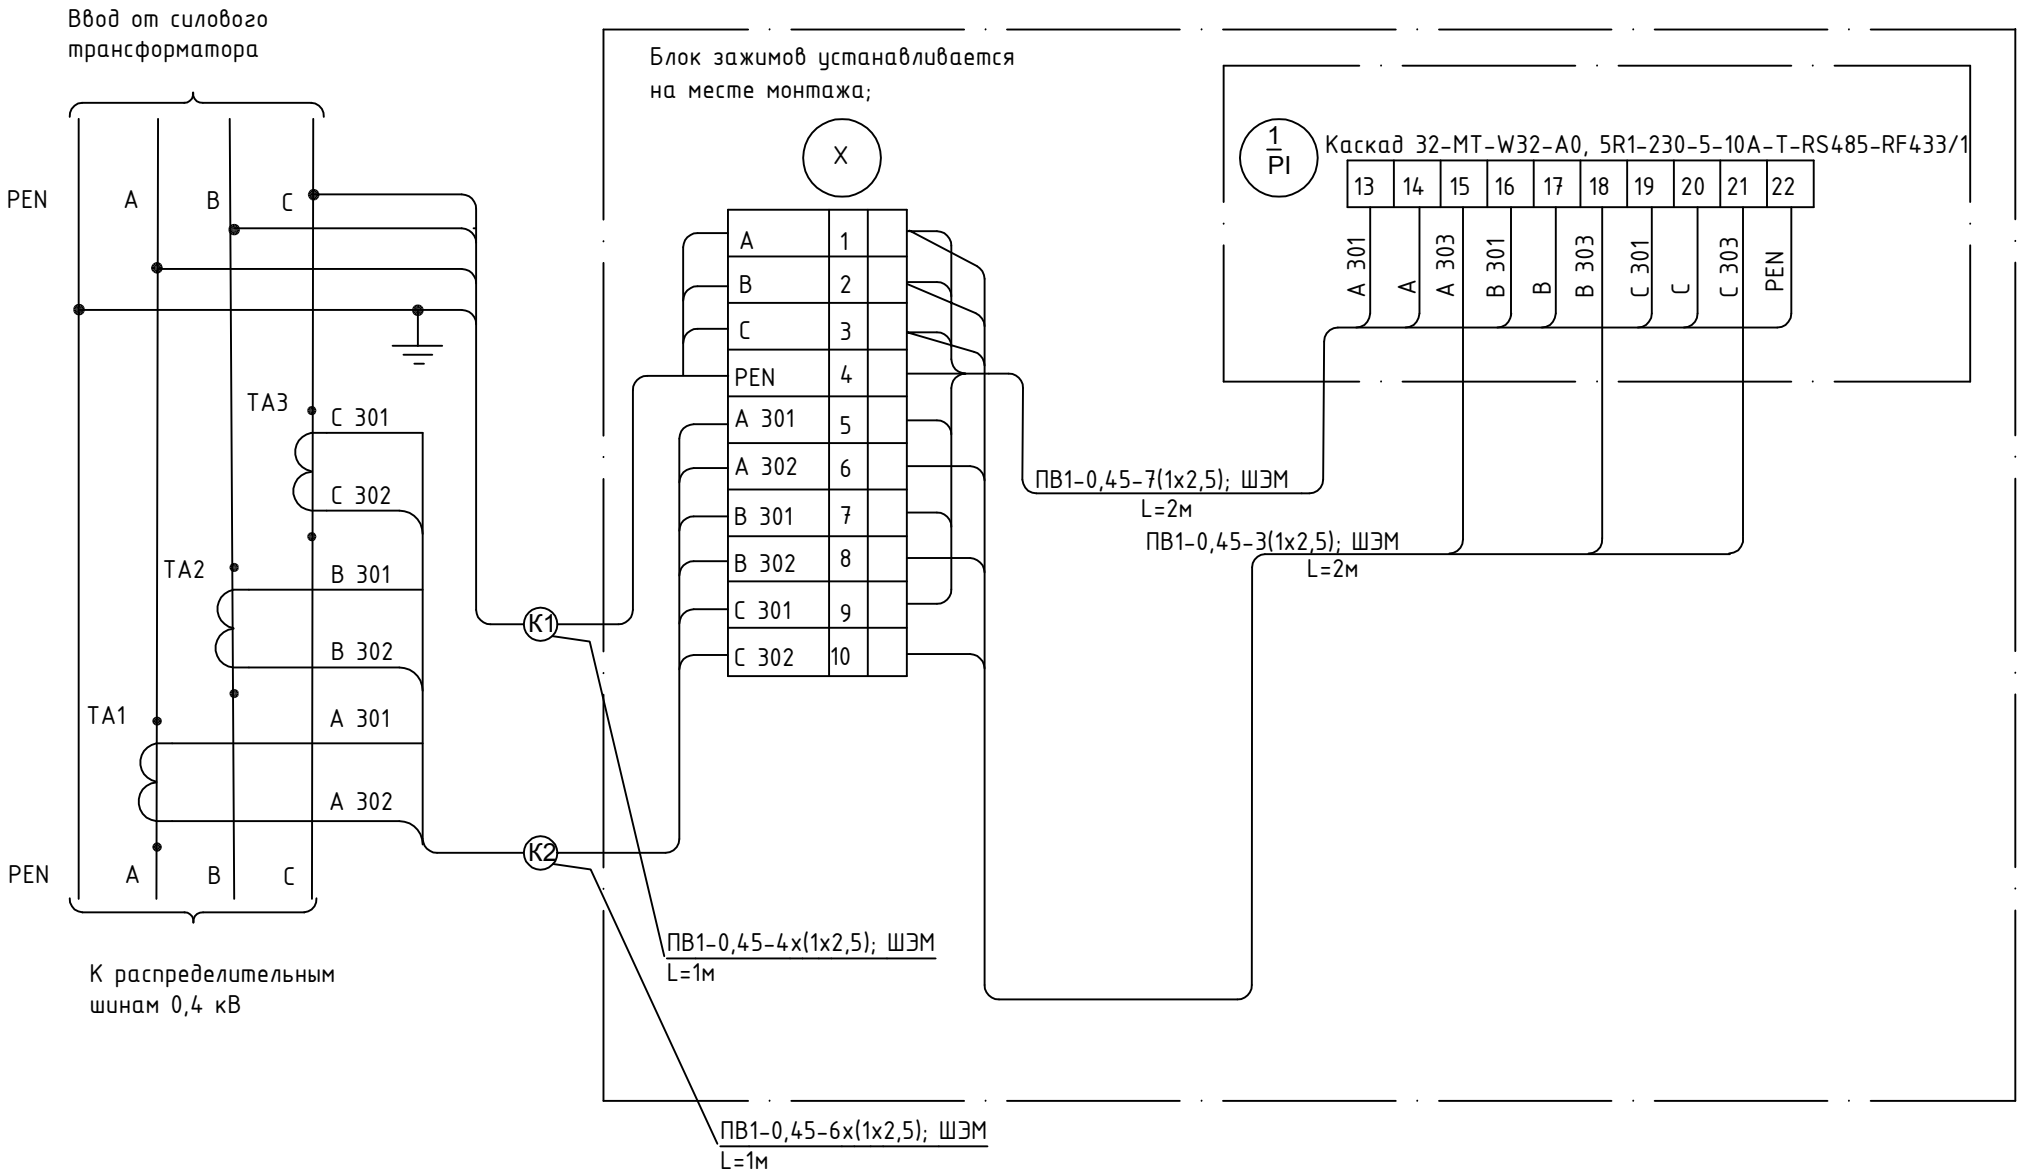 Ввод от силового
трансформатора
Блок зажимов устанавливается
на месте монтажа;
X
1
PI
Каскад 32-МТ-W32-A0, 5R1-230-5-10A-T-RS485-RF433/1
13 14 15 16 17 18 19 20 21 22
A 301
A
A 303
B 301
B
B 303
C 301
C
C 303
PEN
PEN A B C
A 1
B 2
C 3
PEN 4
A 301 5
A 302 6
B 301 7
B 302 8
C 301 9
C 302 10
TA3
C 301
C 302
TA2
B 301
B 302
TA1
A 301
A 302
K1
K2
ПВ1-0,45-7(1х2,5); ШЭМ
L=2м
ПВ1-0,45-3(1х2,5); ШЭМ
L=2м
PEN A B C
К распределительным
шинам 0,4 кВ
ПВ1-0,45-4х(1х2,5); ШЭМ
L=1м
ПВ1-0,45-6х(1х2,5); ШЭМ
L=1м